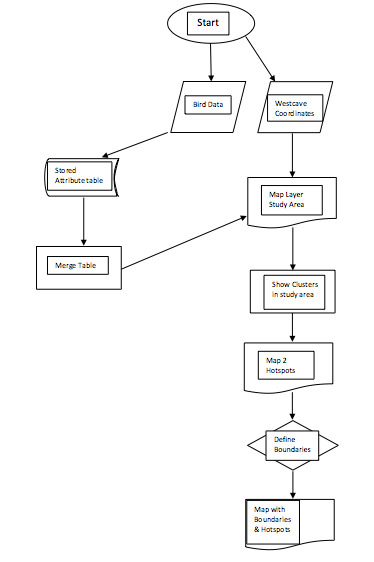 Start
Bird Data
Westcave
Coordinates
Stored
Attribute table
Map Layer
Study Area
Merge Table
Show Clusters
in study area
Map 2
Hotspots
Define
Boundaries
Map with
Boundaries
& Hotspots